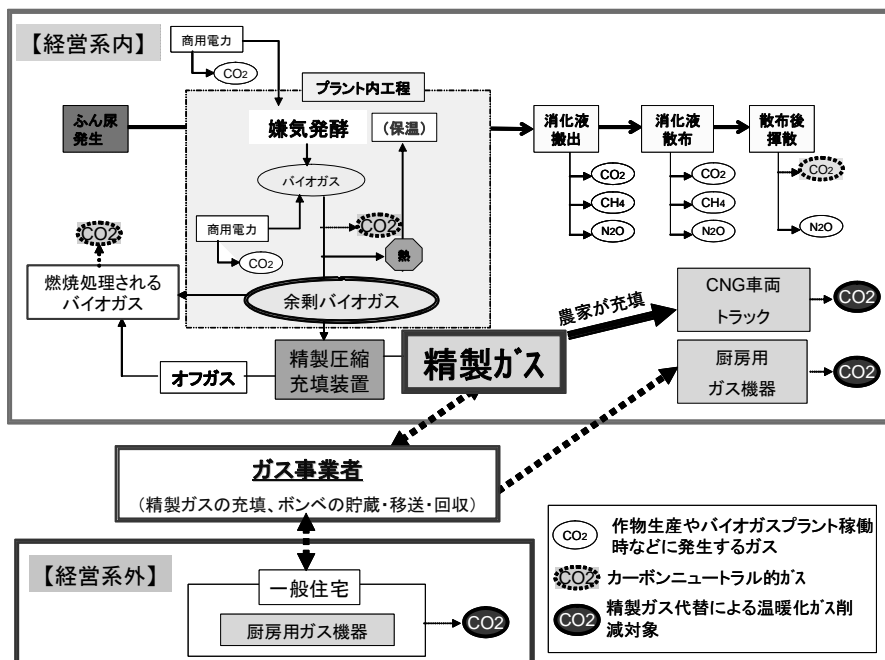 【経営系内】
商用電力
CO2
プラント内工程
ふん尿
発生
嫌気発酵
(保温)
消化液
搬出
消化液
散布
散布後
揮散
バイオガス
CO2
CH4
N2O
CO2
CH4
N2O
CO2
N2O
商用電力
CO2
CO2
熱
CO2
燃焼処理される
バイオガス
余剰バイオガス
農家が充填
CNG車両
トラック
CO2
精製圧縮
充填装置
精製ガス
オフガス
厨房用
ガス機器
CO2
ガス事業者
(精製ガスの充填、ボンベの貯蔵・移送・回収)
【経営系外】
一般住宅
厨房用ガス機器
CO2
CO2 作物生産やバイオガスプラント稼働
時などに発生するガス
CO2 カーボンニュートラル的ガス
CO2 精製ガス代替による温暖化ガス削
減対象